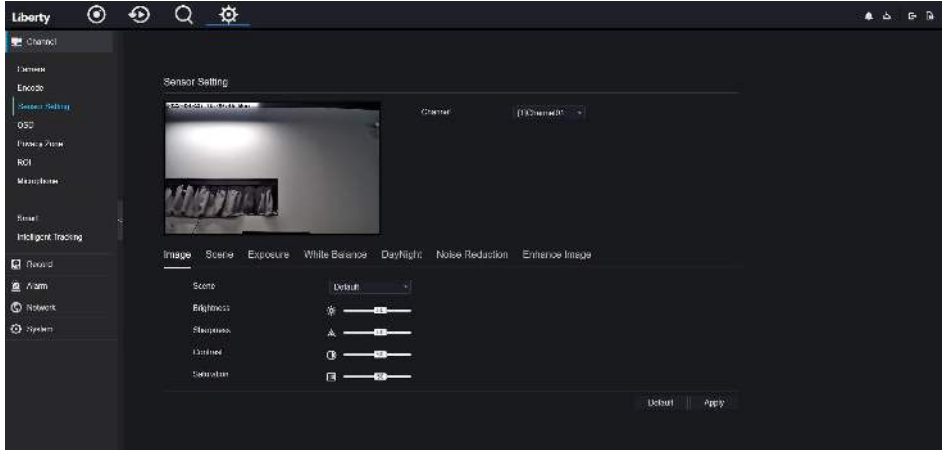 Liberty
Channel
Camera
Encode
Sensor Setting
OSD
Privacy Zone
ROI
Microphone
Smart
Intelligent Tracking
Record
Alarm
Network
System
Sensor Setting
Channel [1]Channel01
Image Scene Exposure White Balance DayNight Noise Reduction Enhance Image
Scene Default
Brightness
Sharpness
Contrast
Saturation
Default Apply